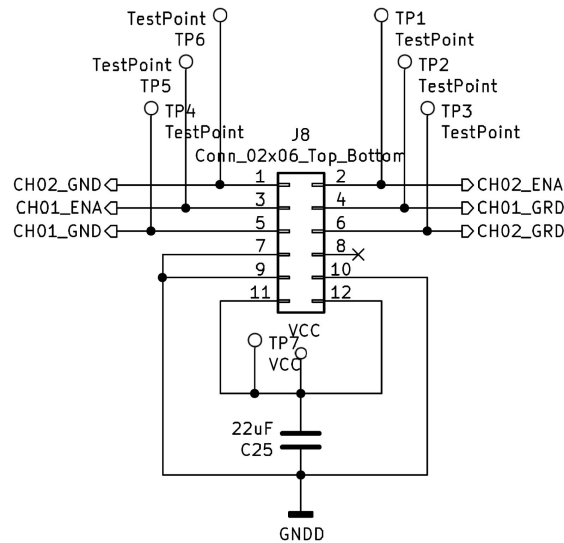 TestPoint
TP1
TP6
TestPoint
TestPoint
TP2
TP5
TestPoint
TP4
TP3
TestPoint
TestPoint
J8
Conn_02x06_Top_Bottom
CH02_GND
1
2
CH02_ENA
CH01_ENA
3
4
CH01_GRD
CH01_GND
5
6
CH02_GRD
7
8
9
10
11
12
VCC
TP7
VCC
22uF
C25
GNDD